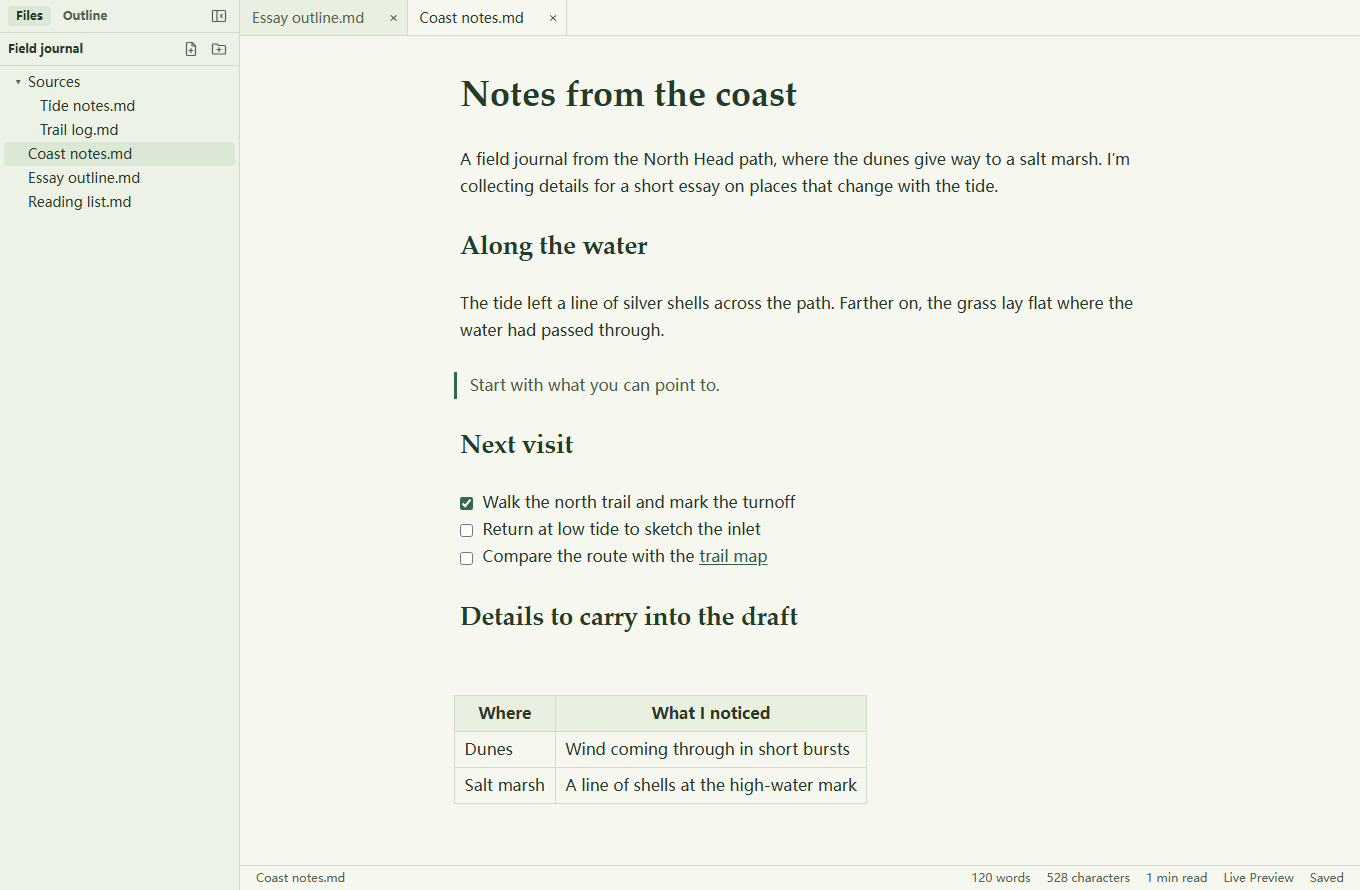 Files Outline
Field journal
Sources
Tide notes.md
Trail log.md
Coast notes.md
Essay outline.md
Reading list.md
Essay outline.md × Coast notes.md ×
Notes from the coast
A field journal from the North Head path, where the dunes give way to a salt marsh. I’m
collecting details for a short essay on places that change with the tide.
Along the water
The tide left a line of silver shells across the path. Farther on, the grass lay flat where the
water had passed through.
Start with what you can point to.
Next visit
Walk the north trail and mark the turnoff
Return at low tide to sketch the inlet
Compare the route with the trail map
Details to carry into the draft
Where What I noticed
Dunes Wind coming through in short bursts
Salt marsh A line of shells at the high-water mark
Coast notes.md 120 words 528 characters 1 min read Live Preview Saved